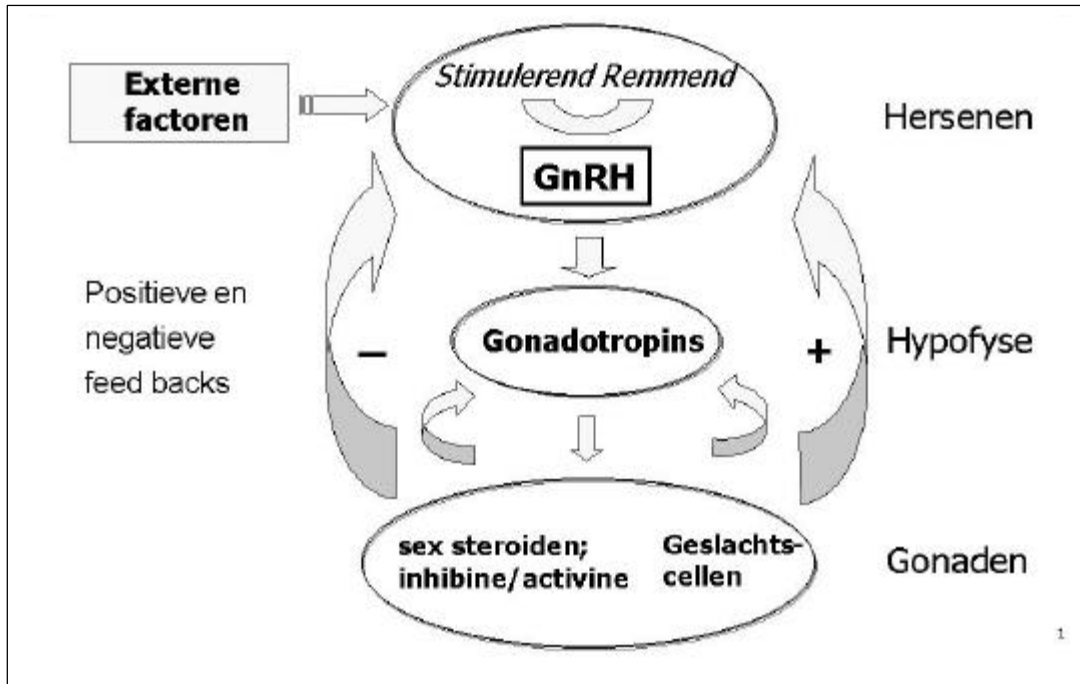 Externe
factoren
Stimulerend Remmend
GnRH
Hersenen
Positieve en
negatieve
feed backs
–
Gonadotropins
+
Hypofyse
sex steroiden;
inhibine/activine
Geslachts-
cellen
Gonaden
1